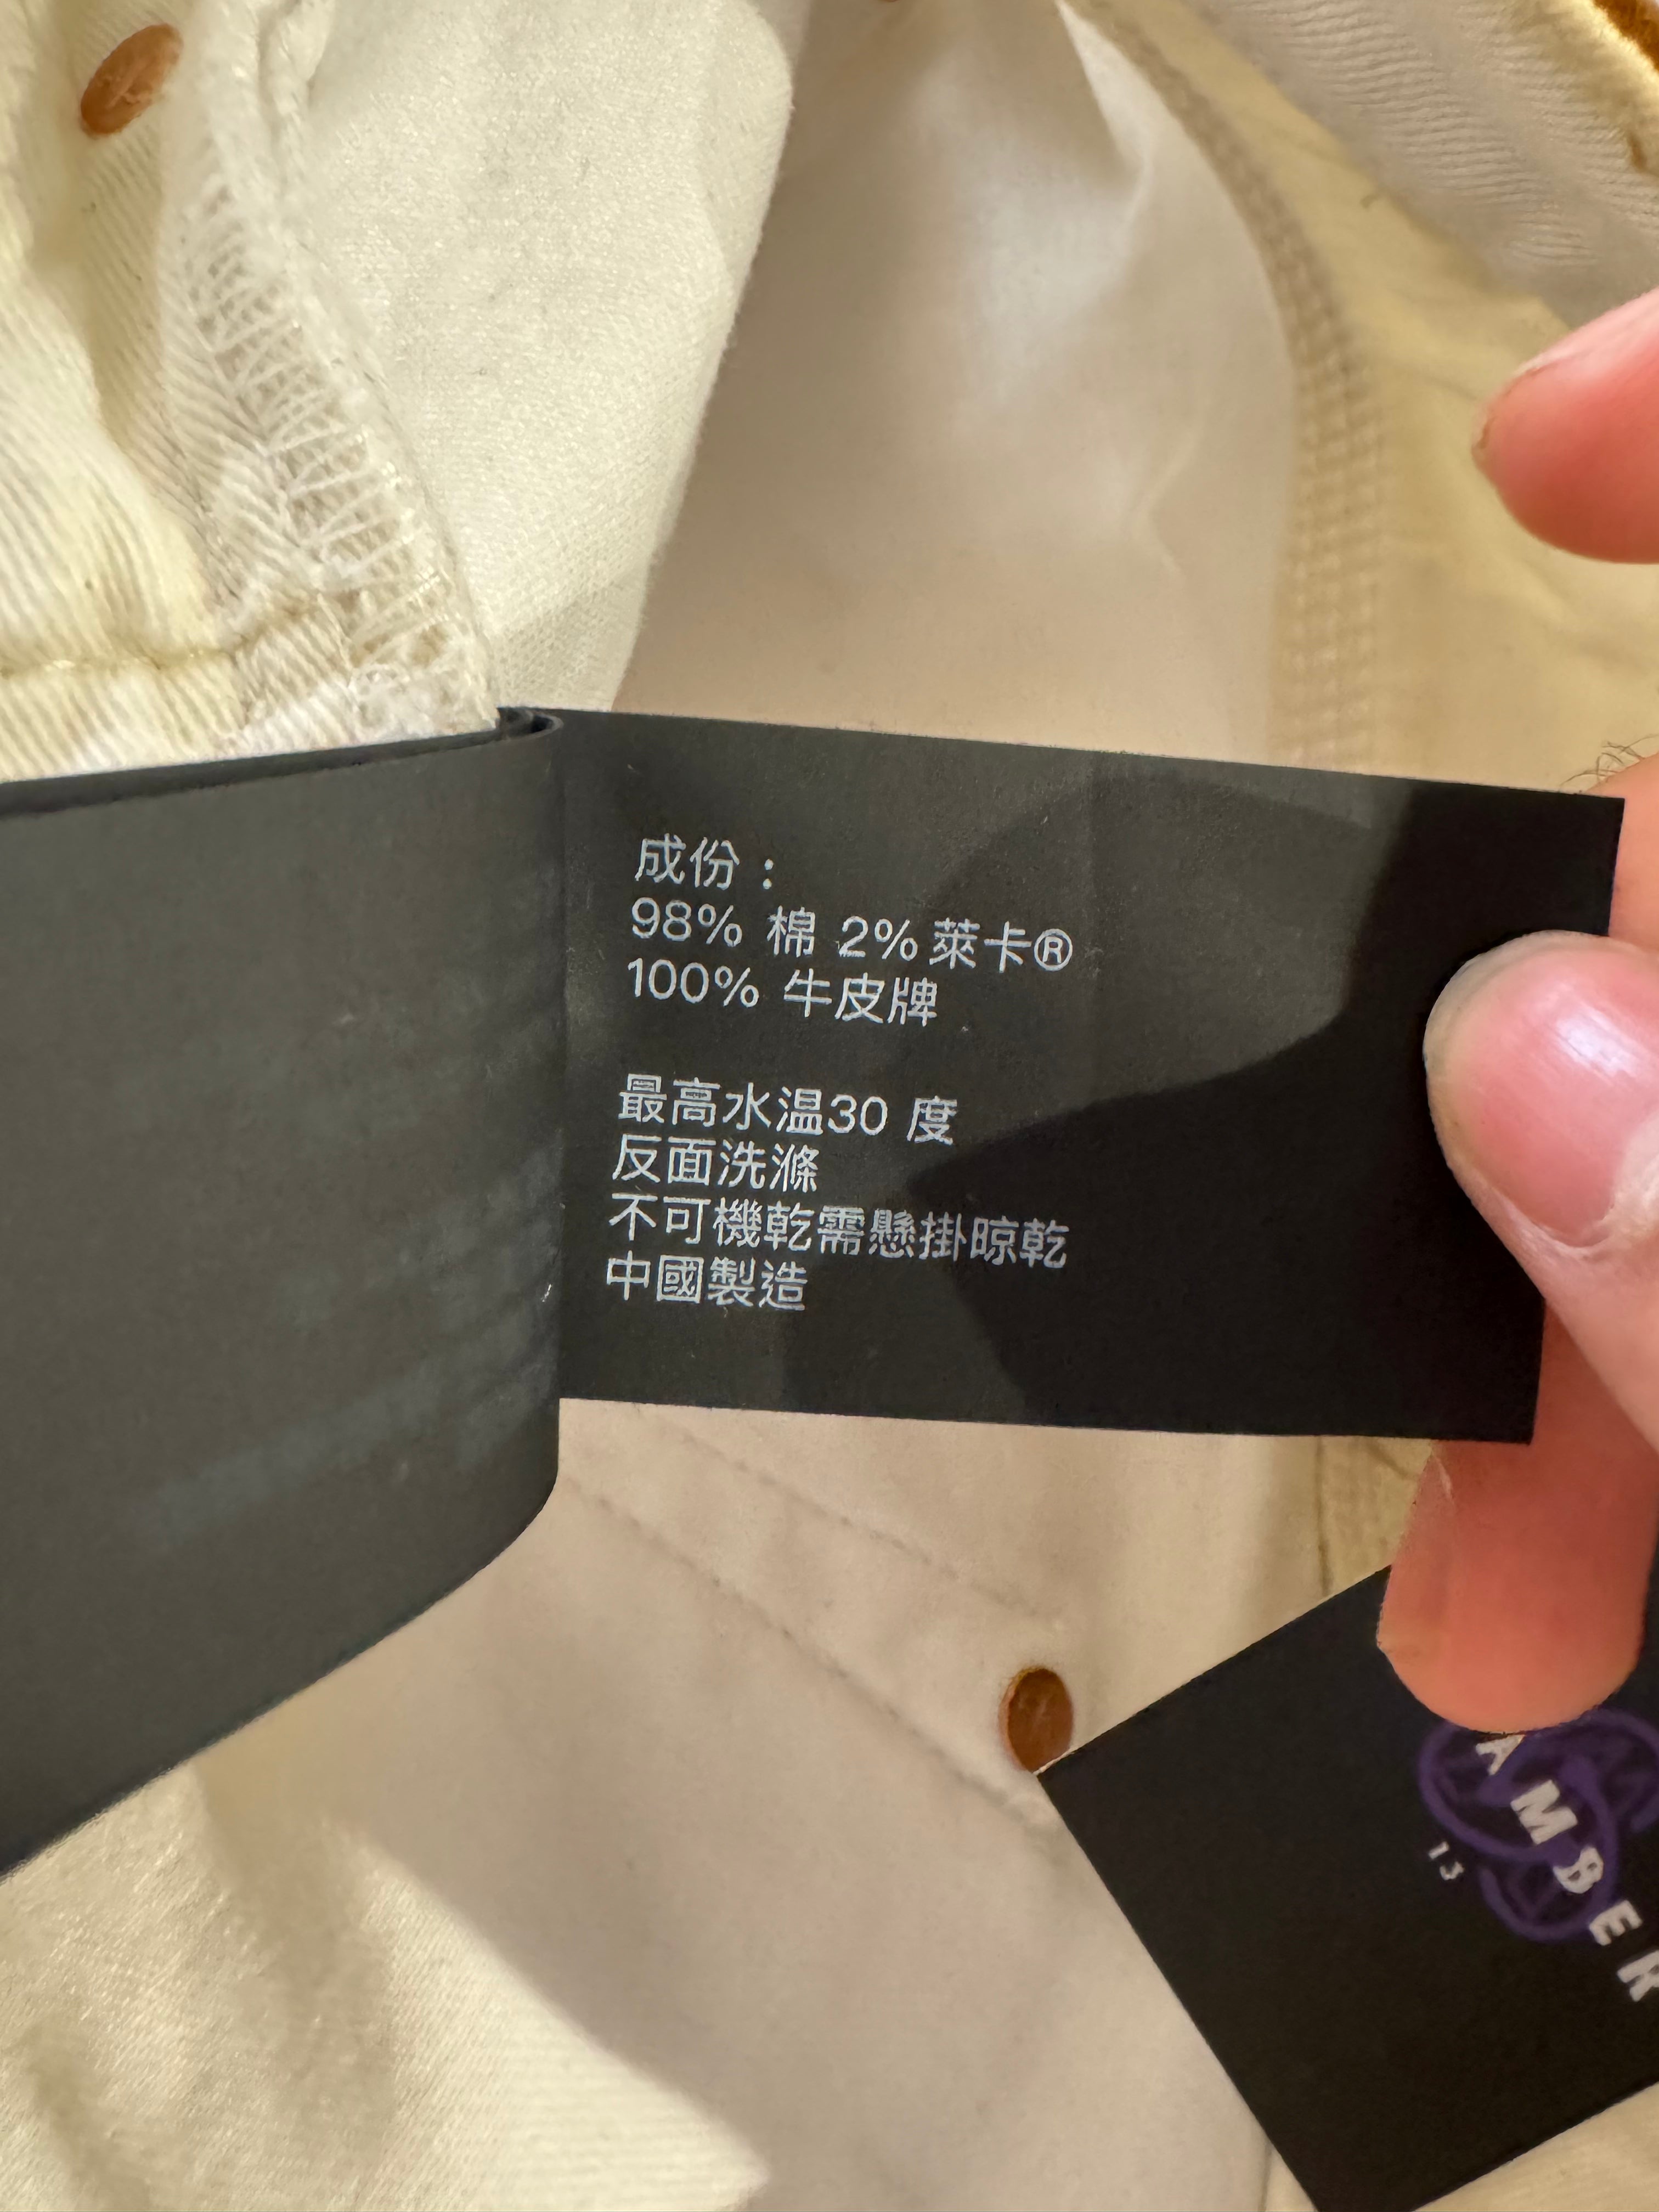 成份：
98% 棉 2% 萊卡®
100% 牛皮牌
最高水温30 度
反面洗滌
不可機乾需懸掛晾乾
中國製造
AMBER
13